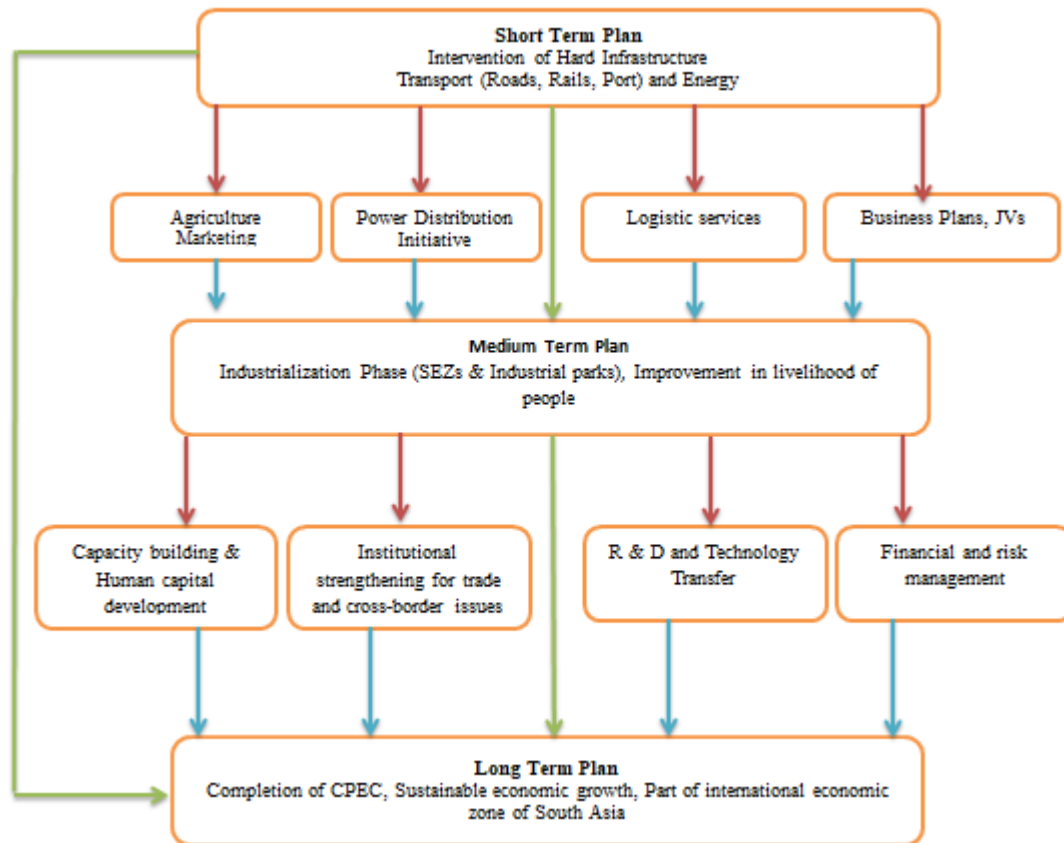 Short Term Plan
Intervention of Hard Infrastructure
Transport (Roads, Rails, Port) and Energy
Agriculture
Marketing
Power Distribution
Initiative
Logistic services
Business Plans, JVs
Medium Term Plan
Industrialization Phase (SEZs & Industrial parks), Improvement in livelihood of
people
Capacity building &
Human capital
development
Institutional
strengthening for trade
and cross-border issues
R & D and Technology
Transfer
Financial and risk
management
Long Term Plan
Completion of CPEC, Sustainable economic growth, Part of international economic
zone of South Asia